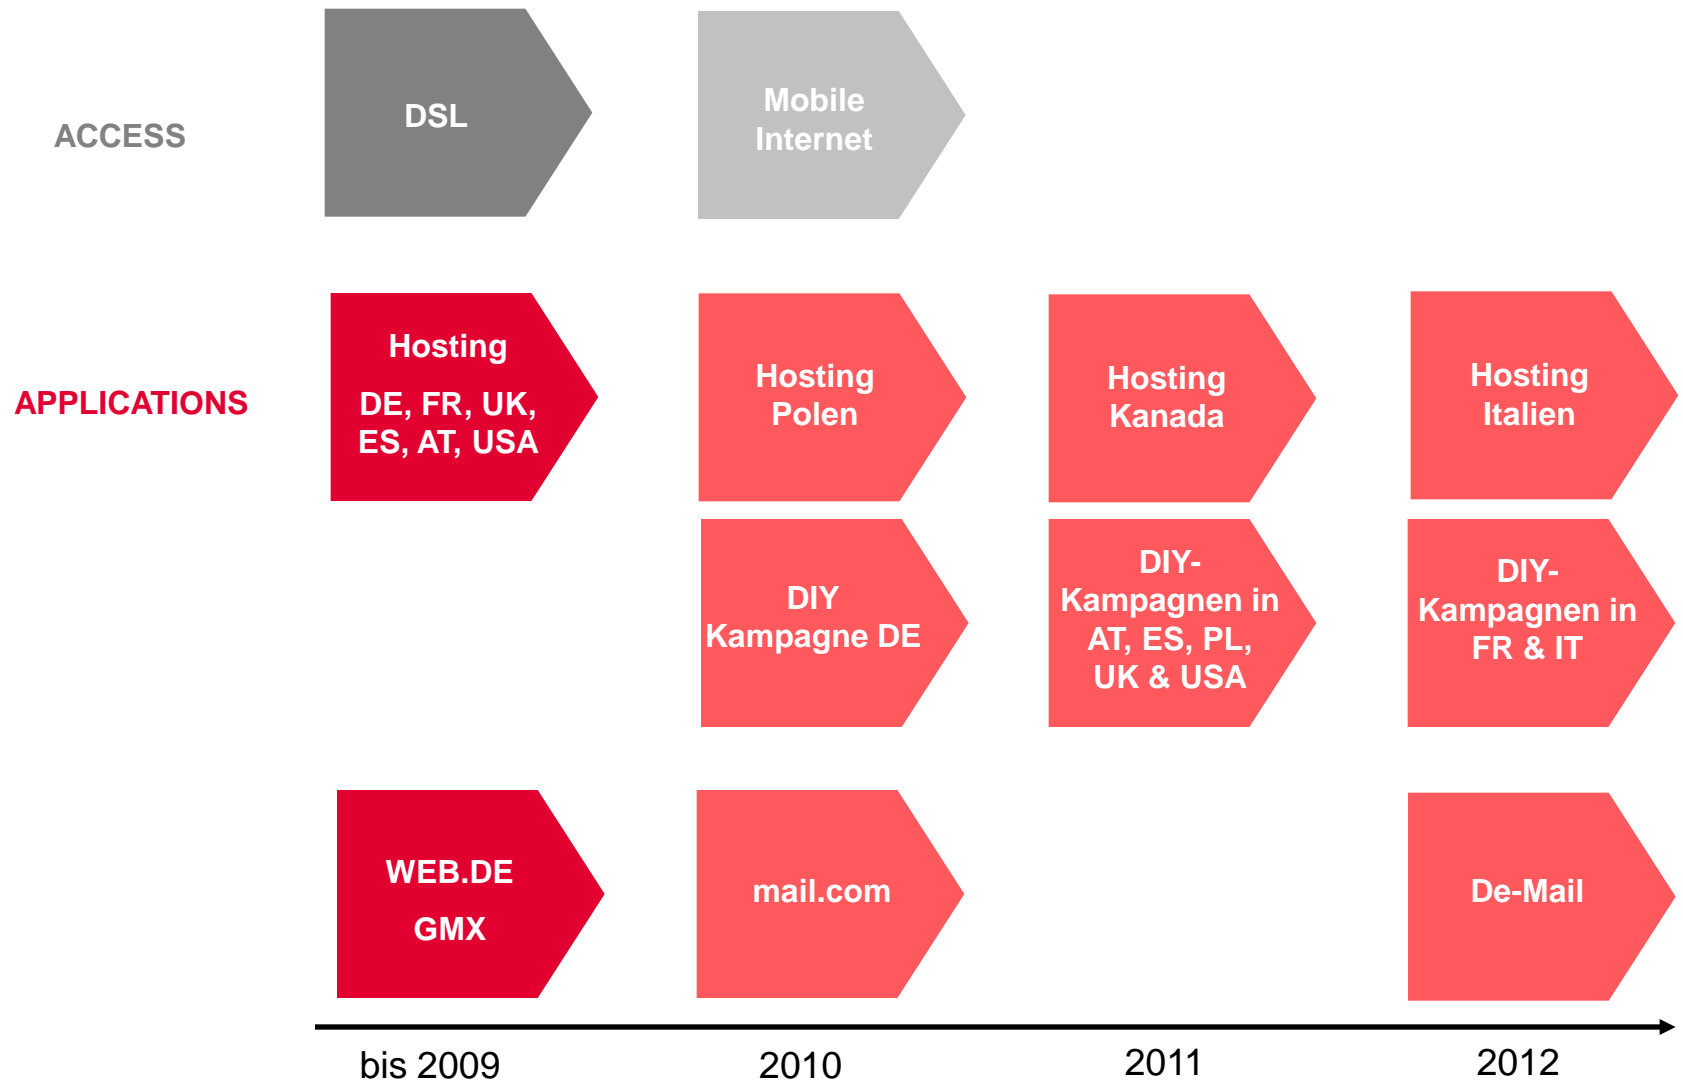 ACCESS
DSL
Mobile
Internet
APPLICATIONS
Hosting
DE, FR, UK,
ES, AT, USA
Hosting
Polen
Hosting
Kanada
Hosting
Italien
DIY
Kampagne DE
DIY-
Kampagnen in
AT, ES, PL,
UK & USA
DIY-
Kampagnen in
FR & IT
WEB.DE
GMX
mail.com
De-Mail
bis 2009
2010
2011
2012